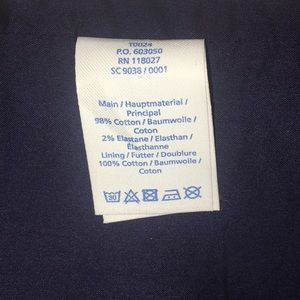 T0024
P.O. 603050
RN 118027
SC 9038 / 0001
Main / Hauptmaterial /
Principal
98% Cotton / Baumwolle /
Coton
2% Elastane / Elasthan /
Élasthanne
Lining / Futter / Doublure
100% Cotton / Baumwolle /
Coton
30